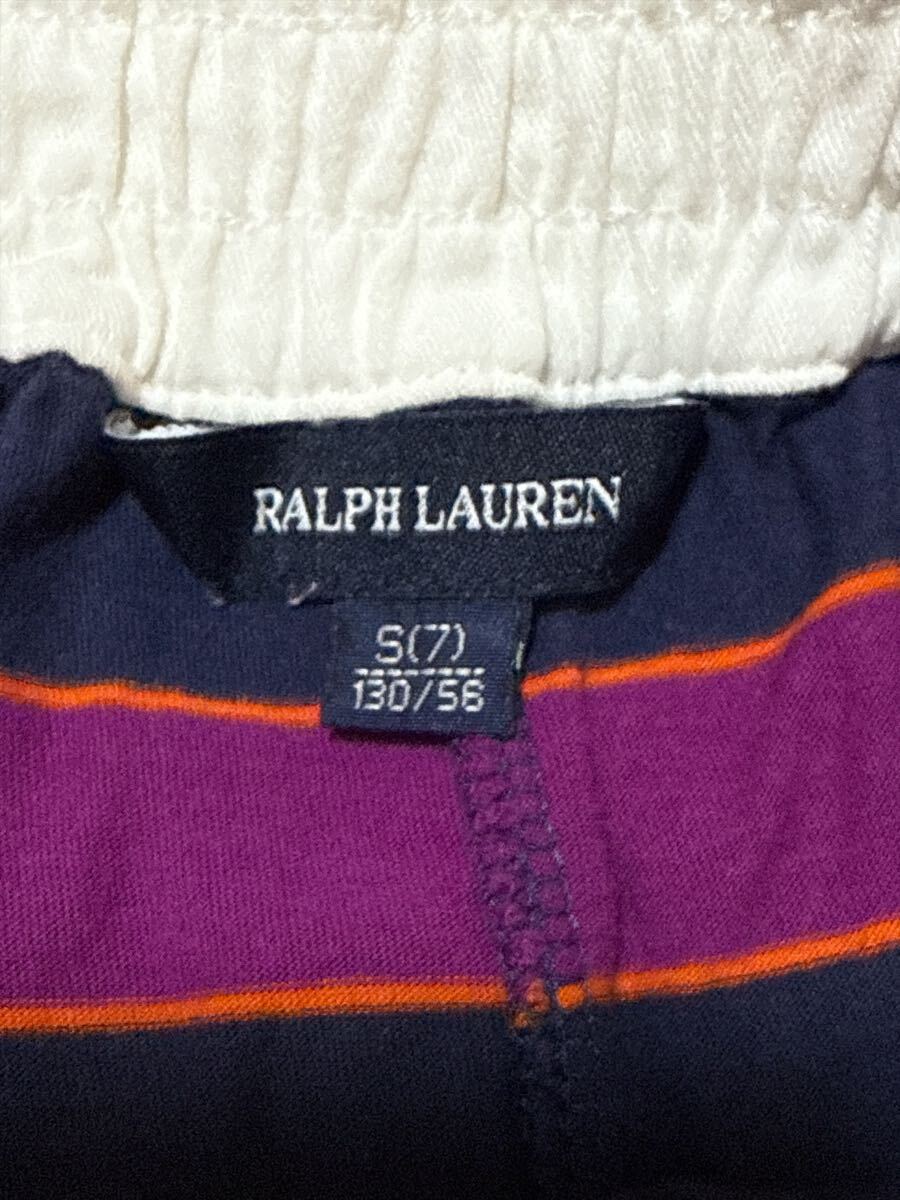 RALPH LAUREN
S(7)
130/56